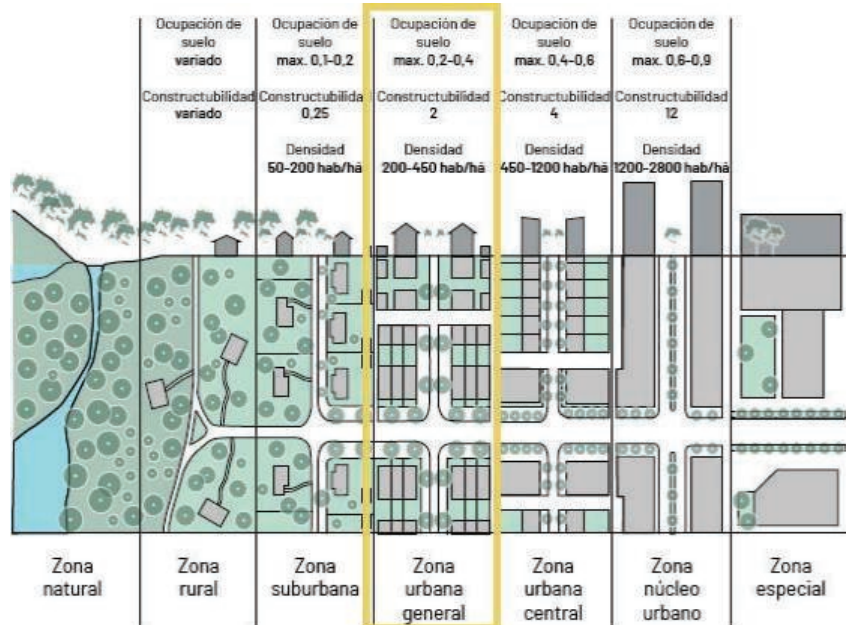 Ocupación de
suelo
variado
Constructubilidad
variado
Ocupación de
suelo
max. 0,1-0,2
Constructubilidad
0,25
Densidad
50-200 hab/há
Ocupación de
suelo
max. 0,2-0,4
Constructubilidad
2
Densidad
200-450 hab/há
Ocupación de
suelo
max. 0,4-0,6
Constructubilidad
4
Densidad
450-1200 hab/há
Ocupación de
suelo
max. 0,6-0,9
Constructubilidad
12
Densidad
1200-2800 hab/há
Zona
natural
Zona
rural
Zona
suburbana
Zona
urbana
general
Zona
urbana
central
Zona
núcleo
urbano
Zona
especial